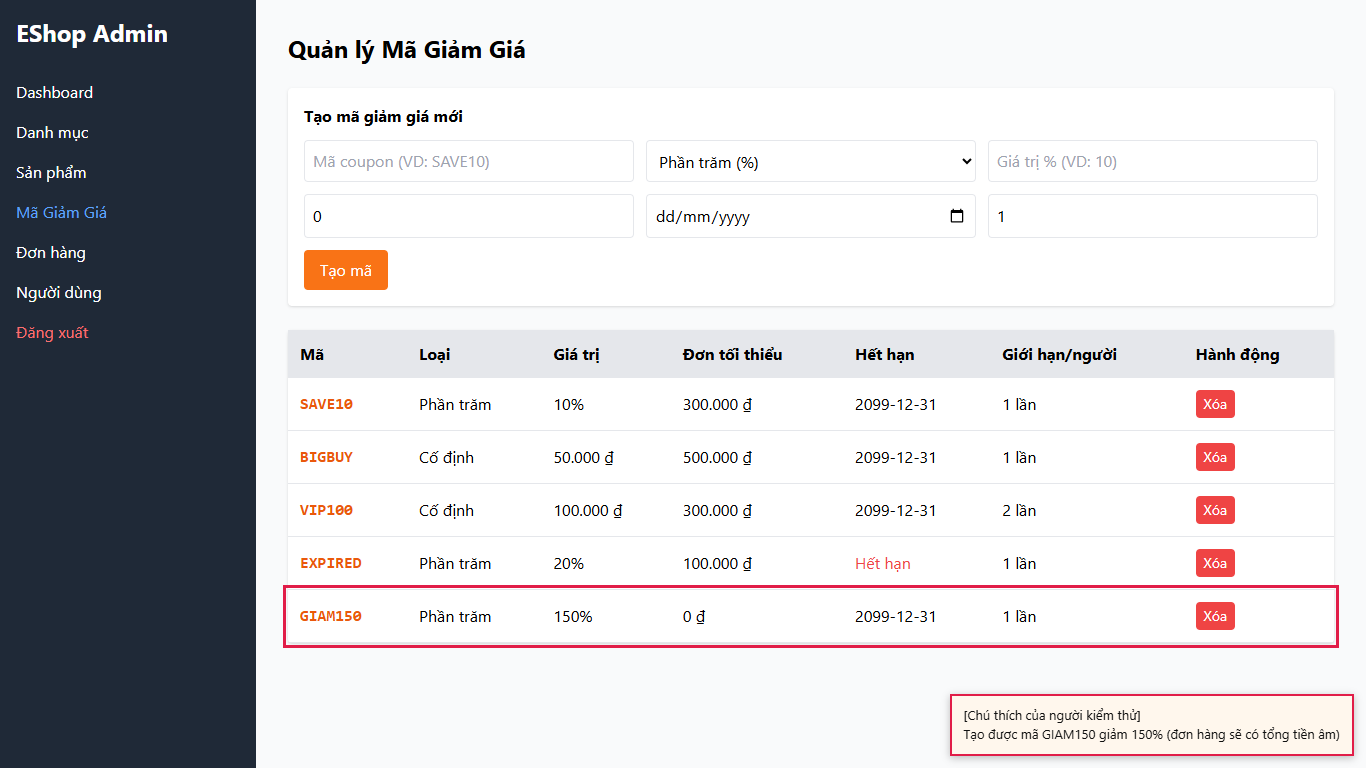 EShop Admin
Dashboard
Danh mục
Sản phẩm
Mã Giảm Giá
Đơn hàng
Người dùng
Đăng xuất
Quản lý Mã Giảm Giá
Tạo mã giảm giá mới
Mã coupon (VD: SAVE10) Phần trăm (%) Giá trị % (VD: 10)
0 dd/mm/yyyy 1
Tạo mã
Mã Loại Giá trị Đơn tối thiểu Hết hạn Giới hạn/người Hành động
SAVE10 Phần trăm 10% 300.000 ₫ 2099-12-31 1 lần Xóa
BIGBUY Cố định 50.000 ₫ 500.000 ₫ 2099-12-31 1 lần Xóa
VIP100 Cố định 100.000 ₫ 300.000 ₫ 2099-12-31 2 lần Xóa
EXPIRED Phần trăm 20% 100.000 ₫ Hết hạn 1 lần Xóa
GIAM150 Phần trăm 150% 0 ₫ 2099-12-31 1 lần Xóa
[Chú thích của người kiểm thử]
Tạo được mã GIAM150 giảm 150% (đơn hàng sẽ có tổng tiền âm)